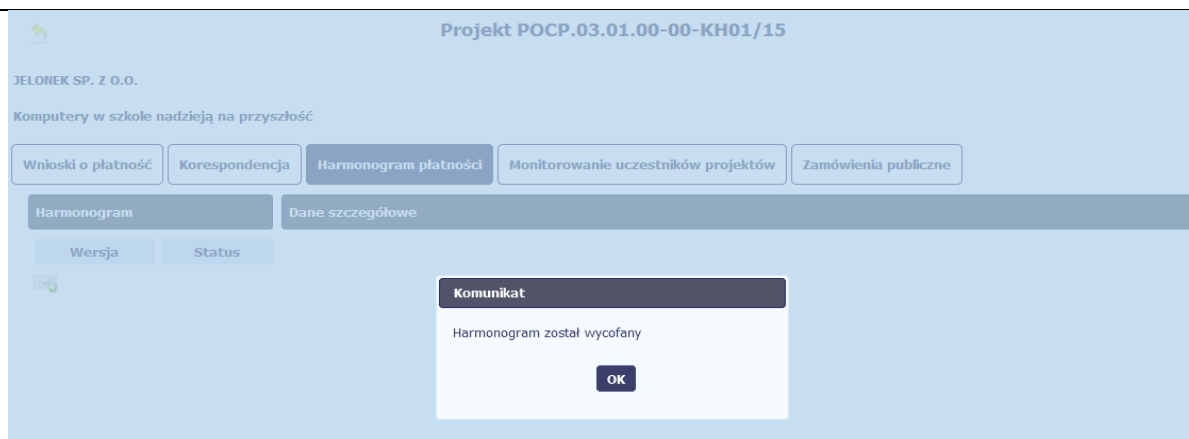 Projekt POCP.03.01.00-00-KH01/15
JELONEK SP. Z O.O.
Komputery w szkole nadzieją na przyszłość
Wnioski o płatność Korespondencja Harmonogram płatności Monitorowanie uczestników projektów Zamówienia publiczne
Harmonogram Dane szczegółowe
Wersja Status
Komunikat
Harmonogram został wycofany
OK